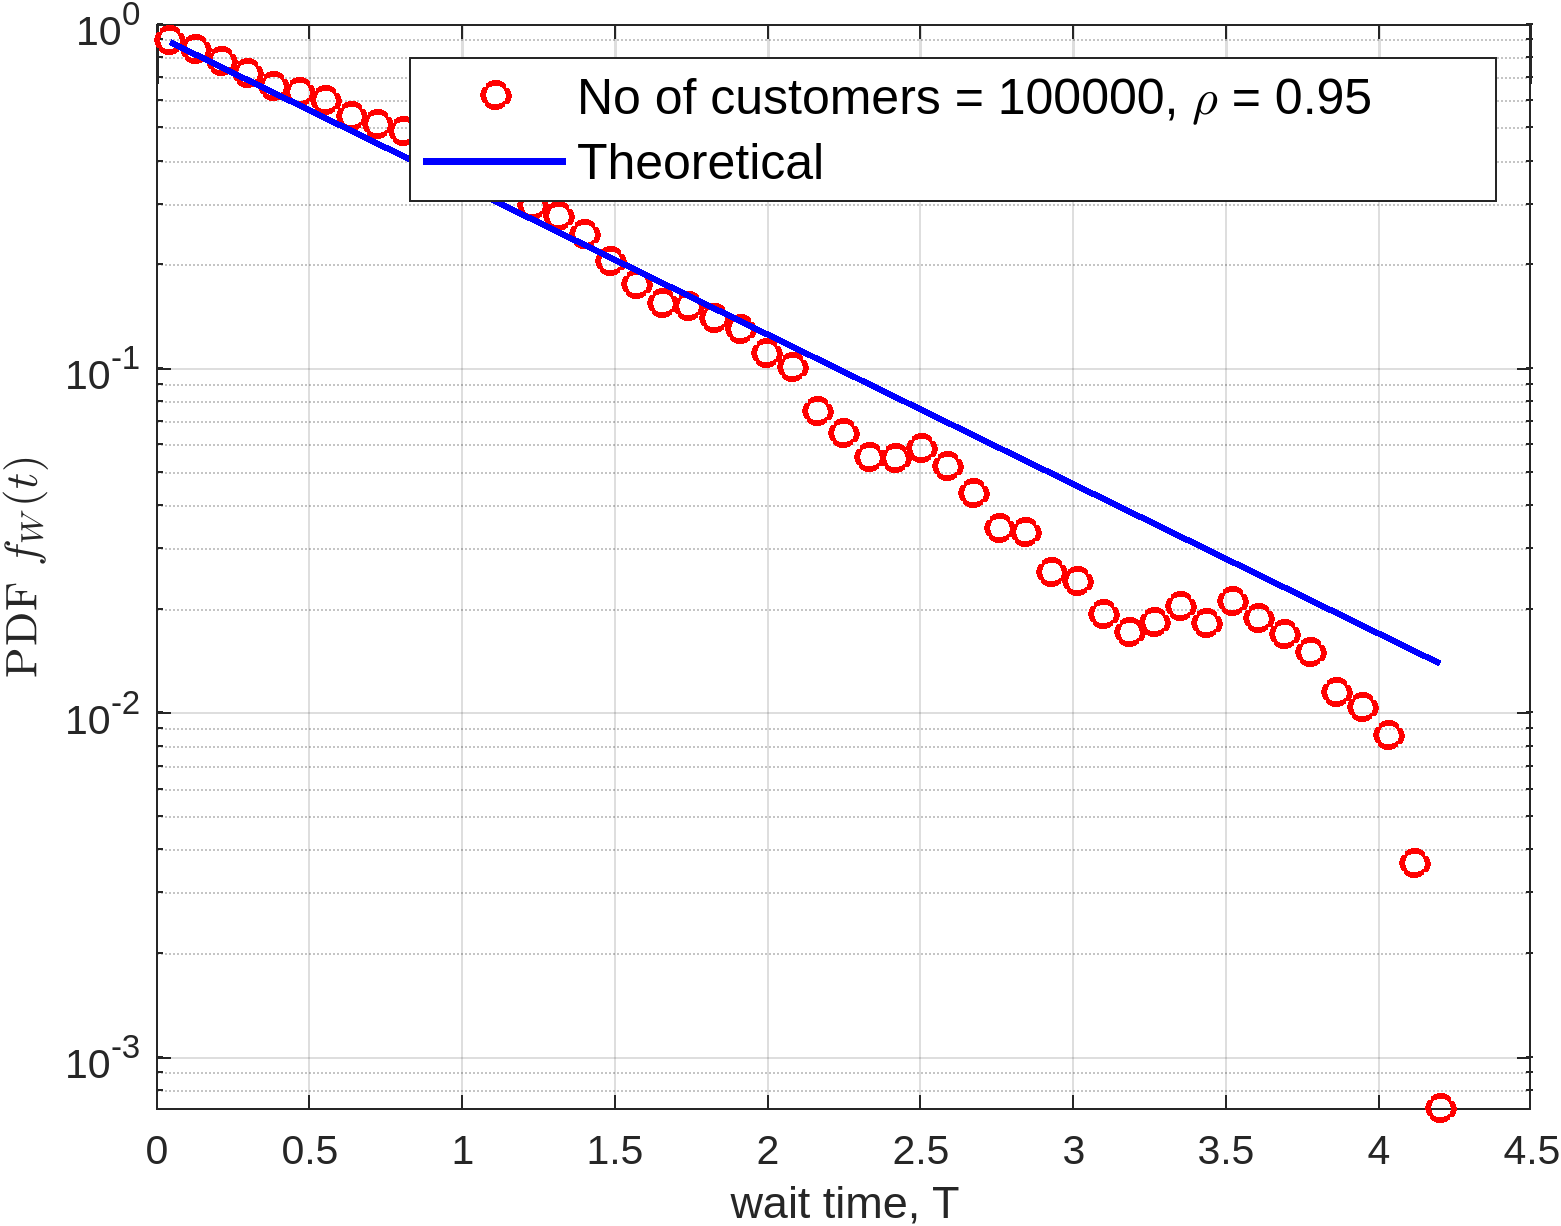 No of customers = 100000, ρ = 0.95
Theoretical
PDF f_W(t)
10^0
10^-1
10^-2
10^-3
0 0.5 1 1.5 2 2.5 3 3.5 4 4.5
wait time, T